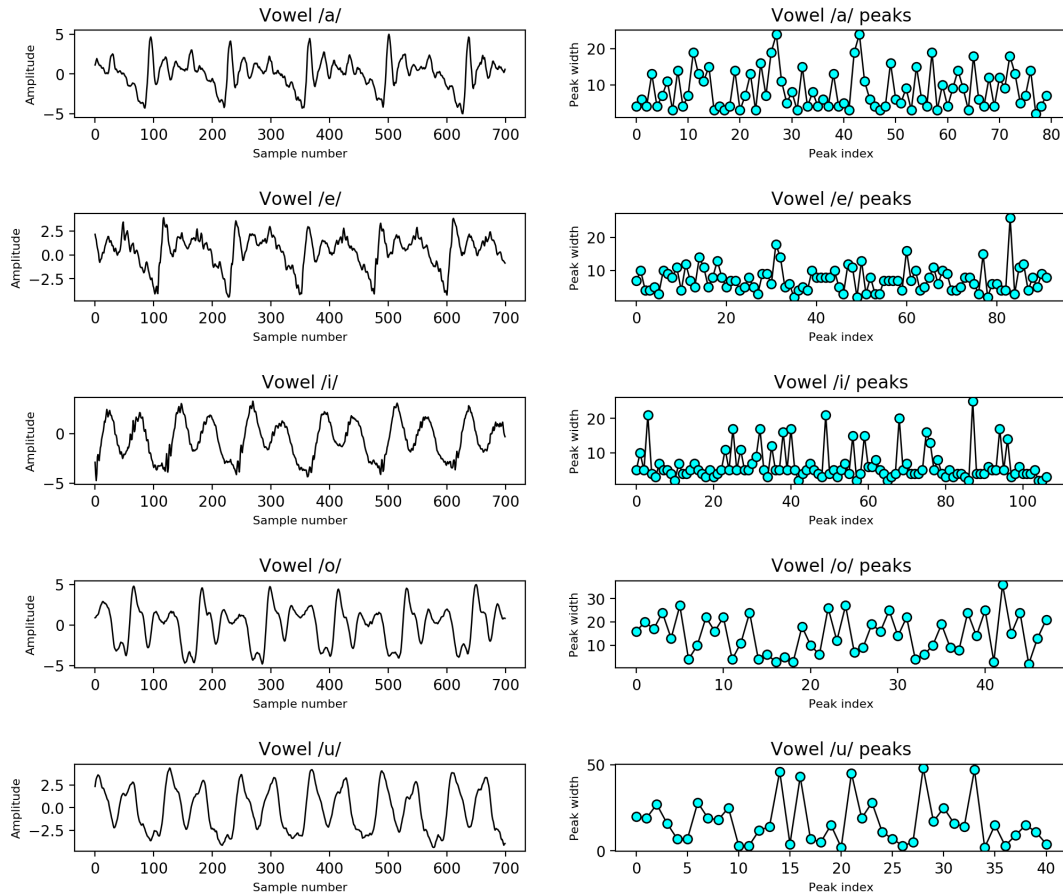 Vowel /a/
Vowel /a/ peaks
Amplitude
5
0
−5
0 100 200 300 400 500 600 700
Sample number
Peak width
20
10
0 10 20 30 40 50 60 70 80
Peak index
Vowel /e/
Vowel /e/ peaks
Amplitude
2.5
0.0
−2.5
0 100 200 300 400 500 600 700
Sample number
Peak width
20
10
0 20 40 60 80
Peak index
Vowel /i/
Vowel /i/ peaks
Amplitude
0
−5
0 100 200 300 400 500 600 700
Sample number
Peak width
20
10
20 40 60 80 100
0
Peak index
Vowel /o/
Vowel /o/ peaks
Amplitude
5
0
−5
0 100 200 300 400 500 600 700
Sample number
Peak width
30
20
10
0 10 20 30 40
Peak index
Vowel /u/
Vowel /u/ peaks
Amplitude
2.5
0.0
−2.5
0 100 200 300 400 500 600 700
Sample number
Peak width
50
0
0 5 10 15 20 25 30 35 40
Peak index